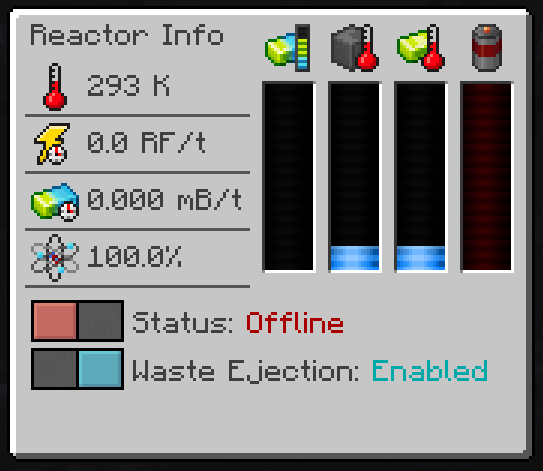 Reactor Info
293 K
0.0 RF/t
0.000 mB/t
100.0%
Status: Offline
Waste Ejection: Enabled